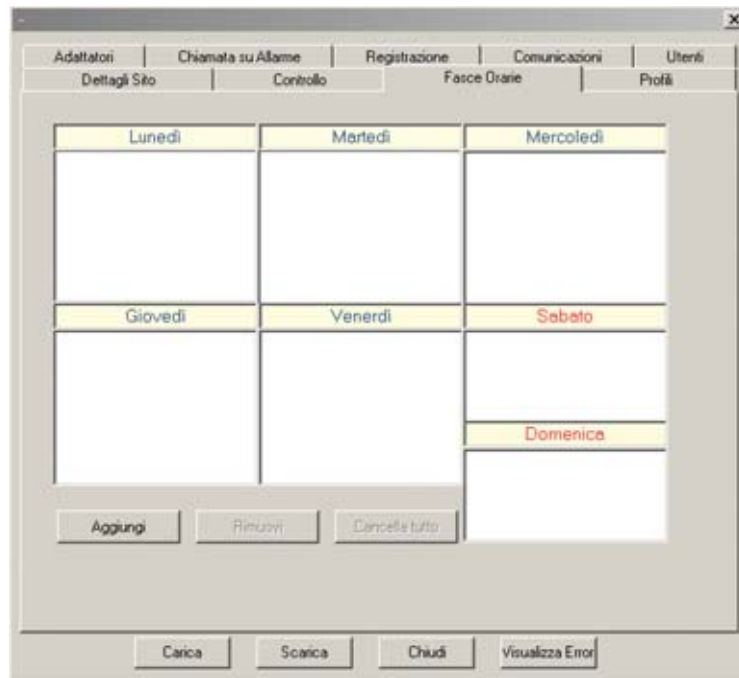 Adattatori Chiamata su Allarme Registrazione Comunicazioni Utenti
Dettagli Sito Controllo Fasce Orarie Profili
Lunedì Martedì Mercoledì
Giovedì Venerdì Sabato
Domenica
Aggiungi Rimuovi Cancella tutto
Carica Scarica Chiudi Visualizza Error